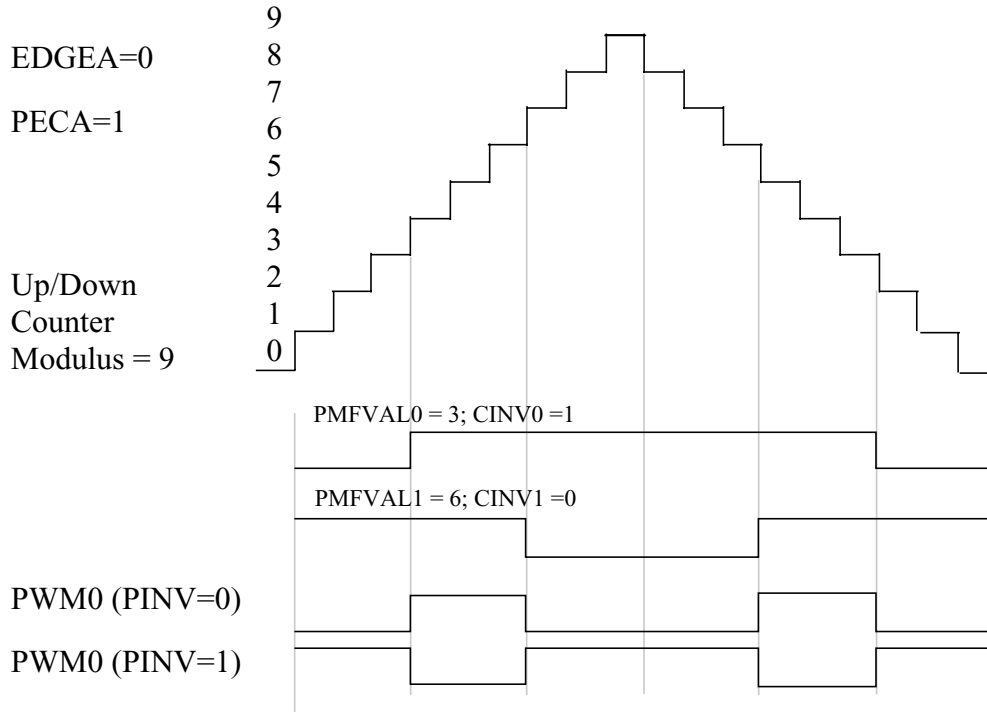 9
EDGEA=0
8
7
PECA=1
6
5
4
3
Up/Down
2
Counter
1
Modulus = 9
0
PMFVAL0 = 3; CINV0 =1
PMFVAL1 = 6; CINV1 =0
PWM0 (PINV=0)
PWM0 (PINV=1)